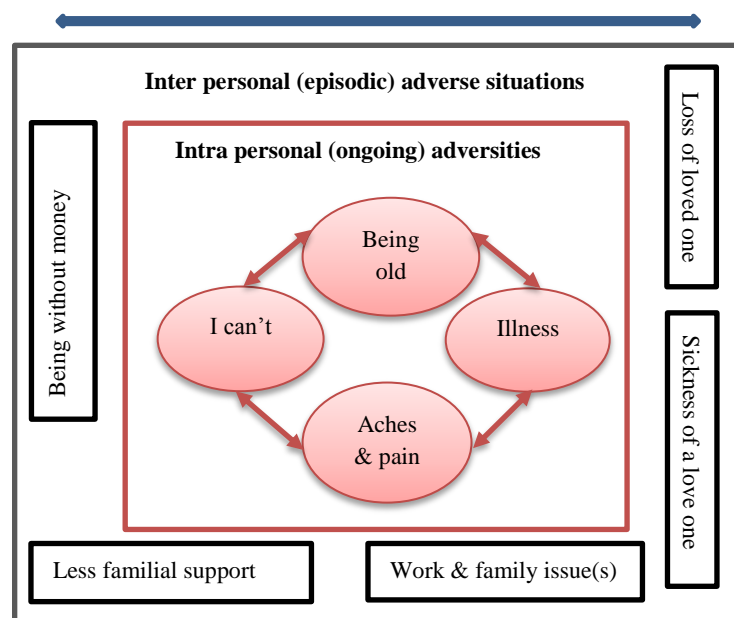 Inter personal (episodic) adverse situations
Loss of loved one
Being without money
Intra personal (ongoing) adversities
Being
old
I can’t
Illness
Aches
& pain
Sickness of a love one
Less familial support
Work & family issue(s)